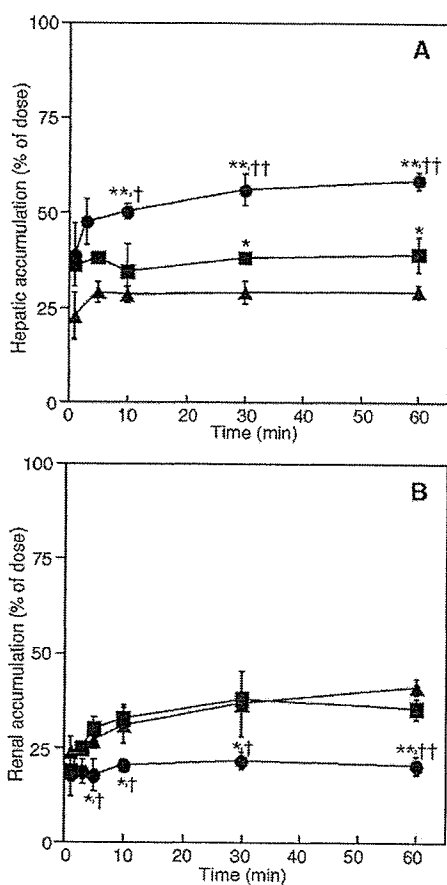 100
A
75
Hepatic accumulation (% of dose)
**,† **,†† **,††
50
* *
25
0
0 10 20 30 40 50 60
Time (min)
100
B
75
Renal accumulation (% of dose)
50
25
*,† *,† *,† **,††
0
0 10 20 30 40 50 60
Time (min)